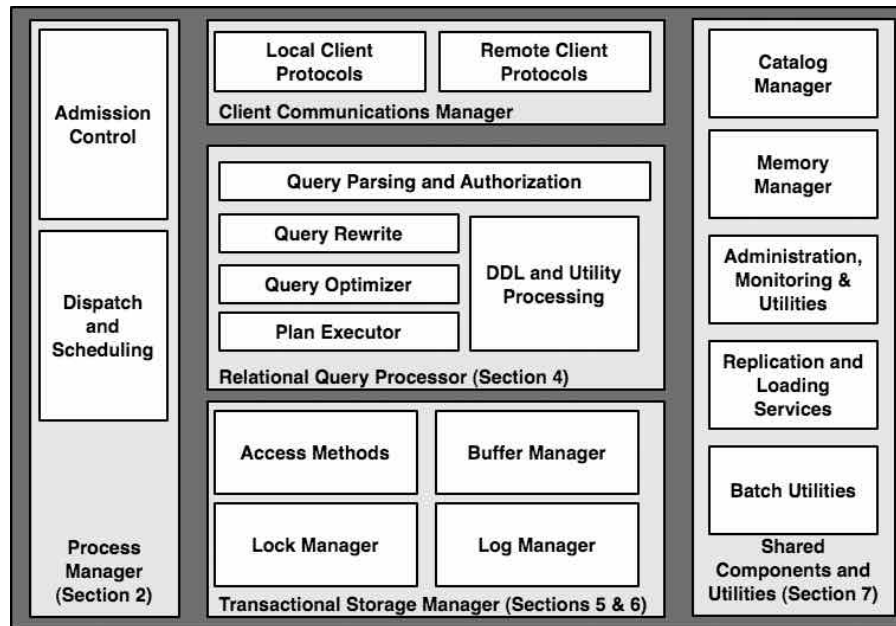 Admission
Control
Dispatch
and
Scheduling
Process
Manager
(Section 2)
Local Client
Protocols
Remote Client
Protocols
Client Communications Manager
Query Parsing and Authorization
Query Rewrite
Query Optimizer
Plan Executor
DDL and Utility
Processing
Relational Query Processor (Section 4)
Access Methods
Buffer Manager
Lock Manager
Log Manager
Transactional Storage Manager (Sections 5 & 6)
Catalog
Manager
Memory
Manager
Administration,
Monitoring &
Utilities
Replication and
Loading
Services
Batch Utilities
Shared
Components and
Utilities (Section 7)